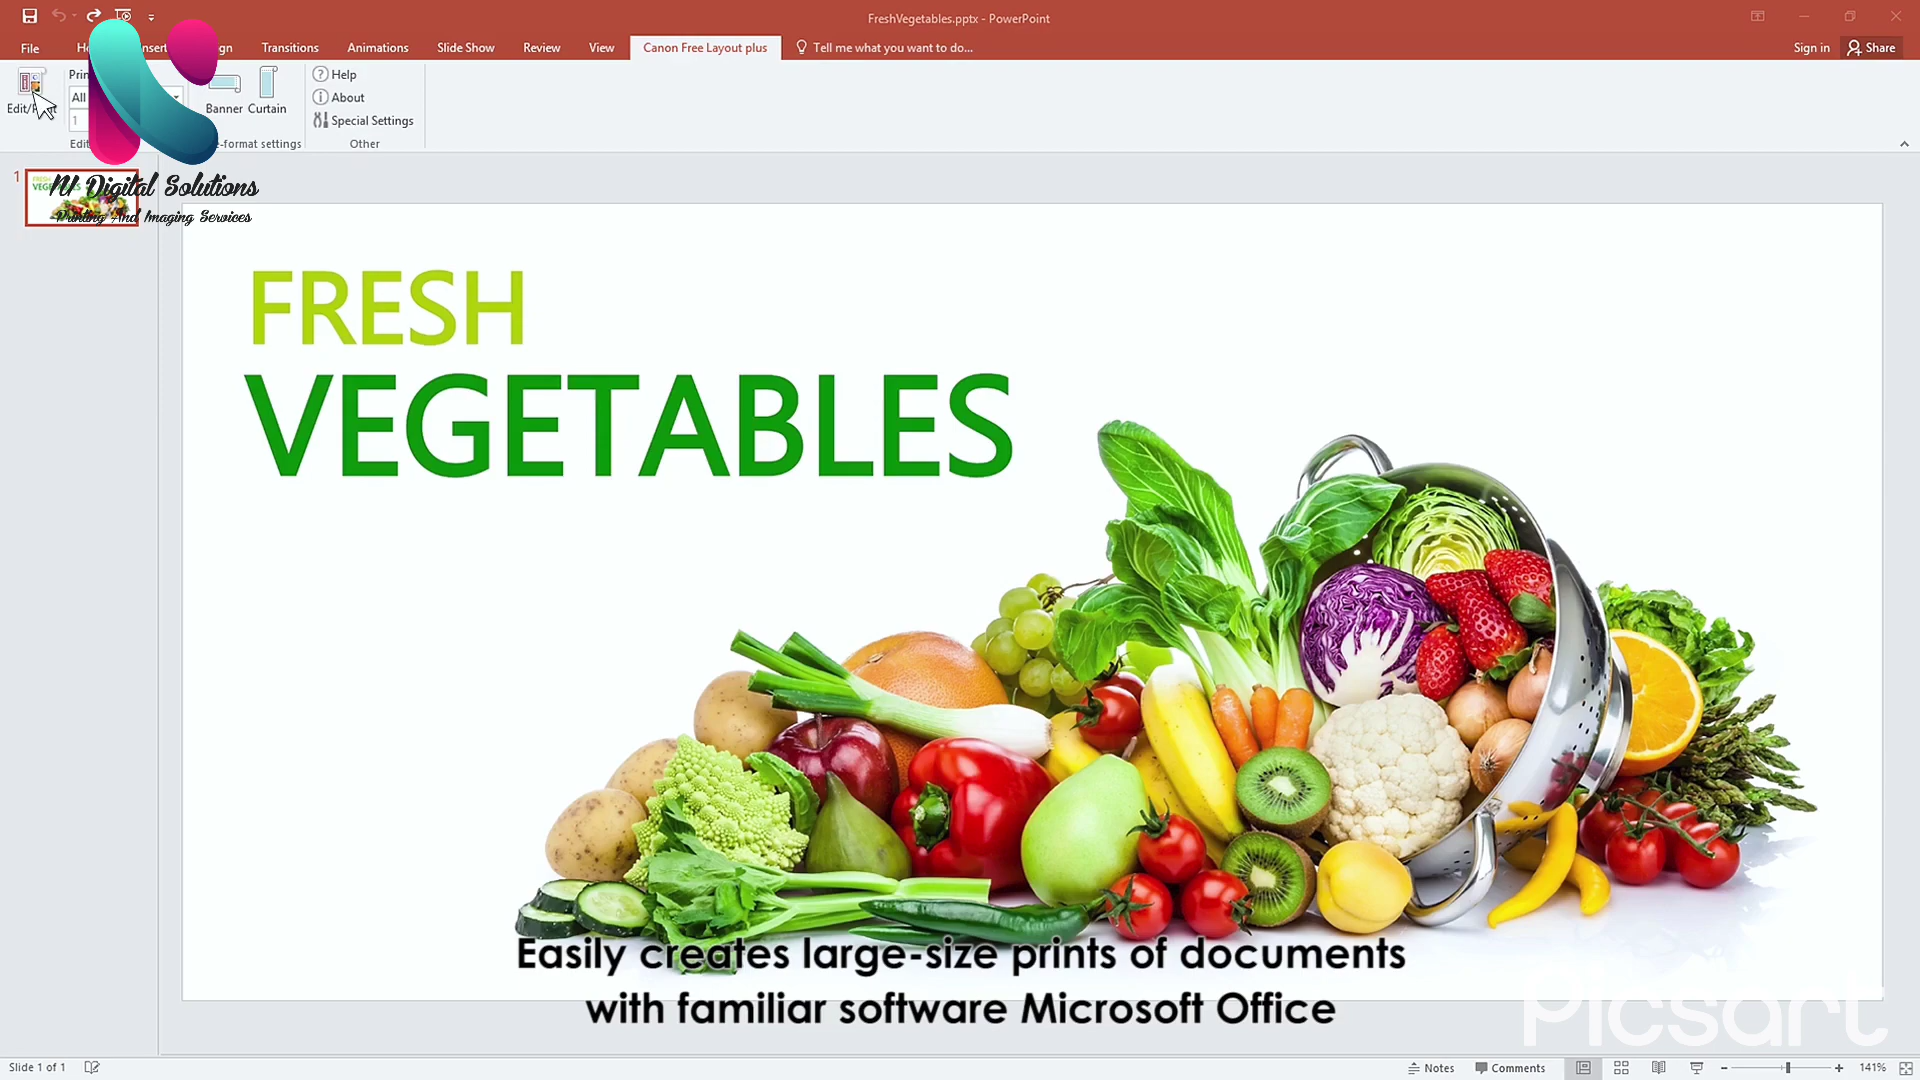 FreshVegetables.pptx - PowerPoint
File
Transitions
Animations
Slide Show
Review
View
Canon Free Layout plus
Tell me what you want to do...
Sign in
Share
All
1
Banner
Curtain
Help
About
Special Settings
-format settings
Other
1
NI Digital Solutions
Printing And Imaging Services
FRESH
VEGETABLES
Easily creates large-size prints of documents
with familiar software Microsoft Office
Picsart
Slide 1 of 1
Notes
Comments
141%